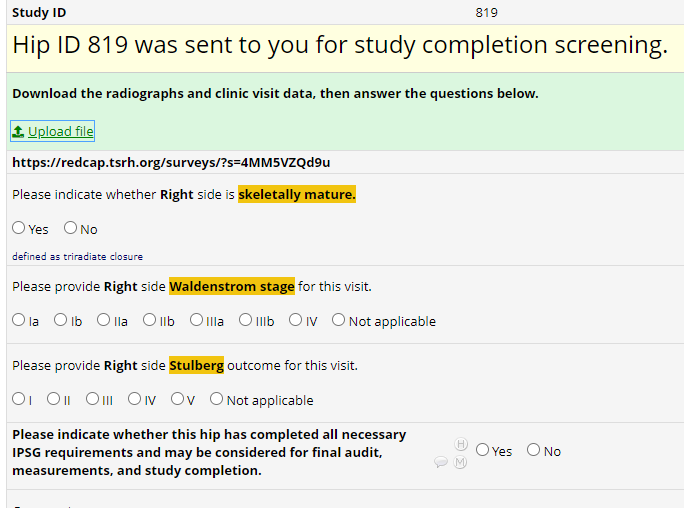 Study ID 819
Hip ID 819 was sent to you for study completion screening.
Download the radiographs and clinic visit data, then answer the questions below.
Upload file
https://redcap.tsrh.org/surveys/?s=4MM5VZQd9u
Please indicate whether Right side is skeletally mature.
Yes No
defined as triradiate closure
Please provide Right side Waldenstrom stage for this visit.
Ia Ib IIa IIb IIIa IIIb IV Not applicable
Please provide Right side Stulberg outcome for this visit.
I II III IV V Not applicable
Please indicate whether this hip has completed all necessary
IPSG requirements and may be considered for final audit,
measurements, and study completion.
H
M
Yes No